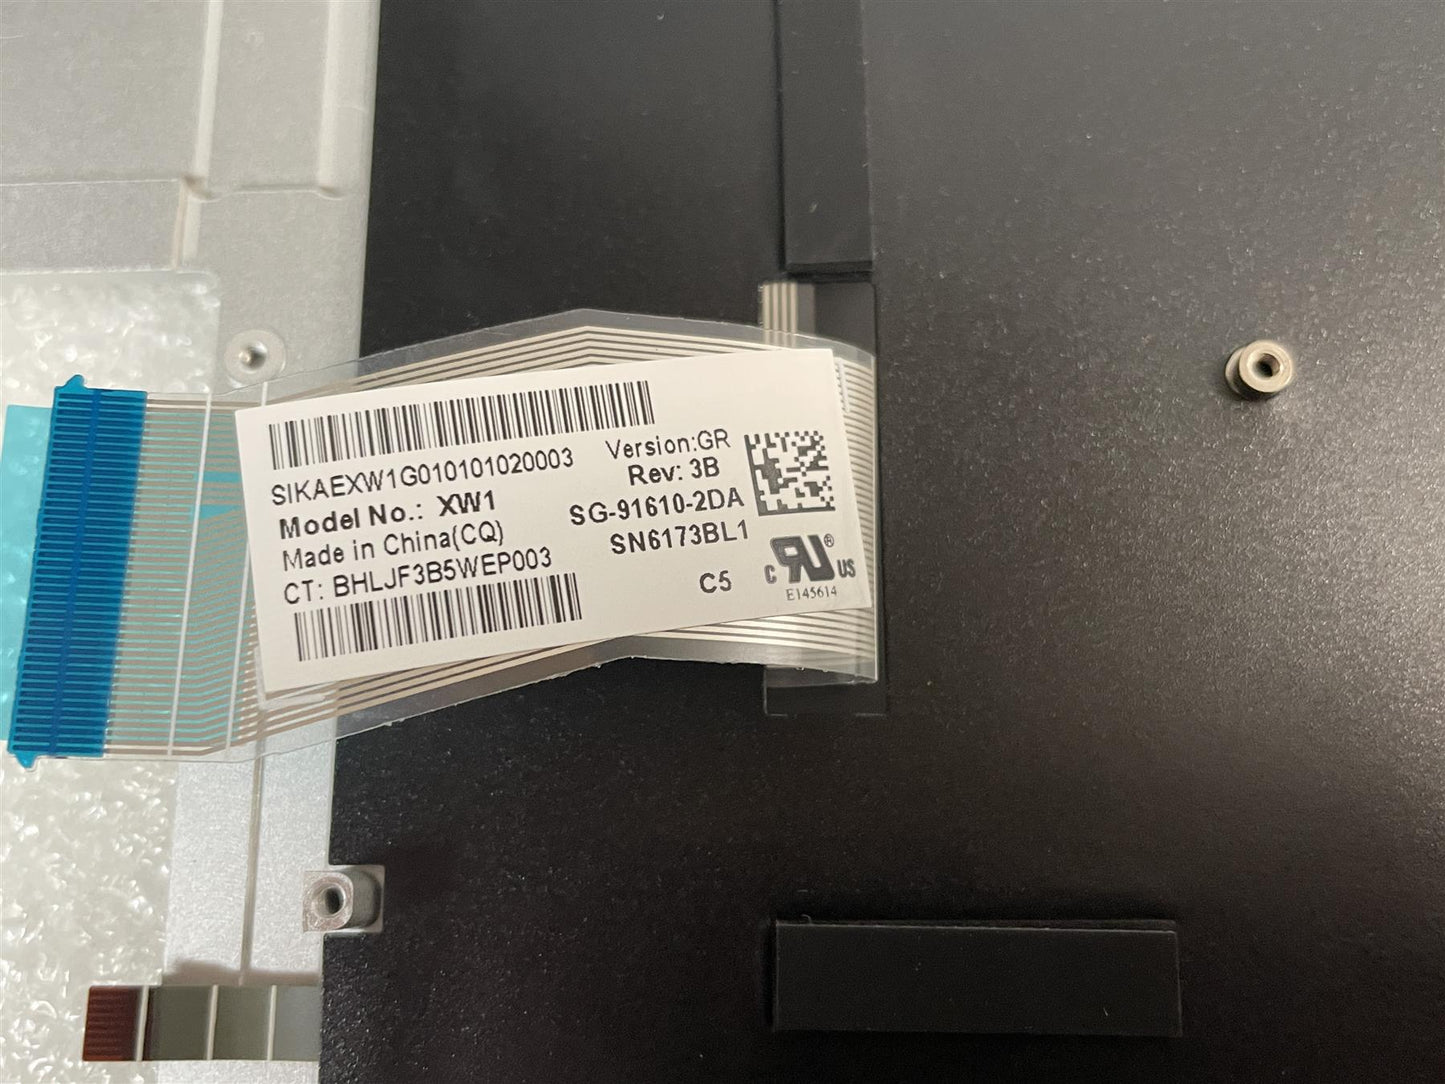 SIKAEXW1G010101020003
Version:GR
Model No.: XW1
Rev: 3B
Made in China(CQ)
SG-91610-2DA
CT: BHLJF3B5WEP003
SN6173BL1
C5
c RU ® US
E145614